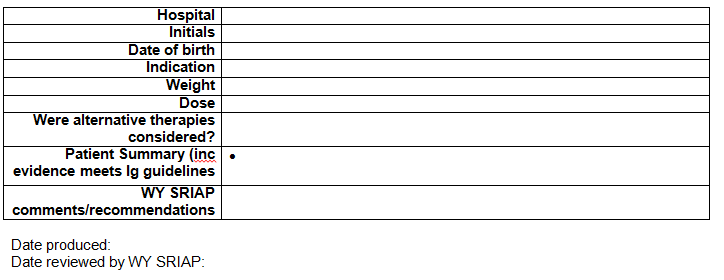 Hospital
Initials
Date of birth
Indication
Weight
Dose
Were alternative therapies
considered?
Patient Summary (inc
evidence meets Ig guidelines
•
WY SRIAP
comments/recommendations
Date produced:
Date reviewed by WY SRIAP: